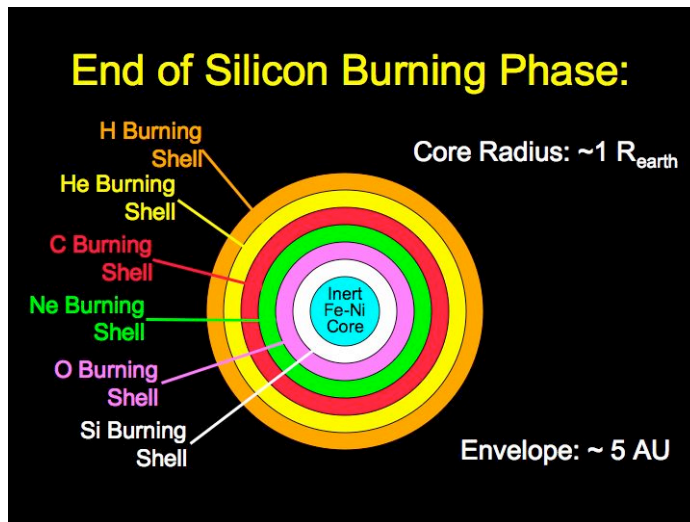 End of Silicon Burning Phase:
H Burning
Shell
Core Radius: ~1 Rearth
He Burning
Shell
C Burning
Shell
Ne Burning
Shell
Inert
Fe-Ni
Core
O Burning
Shell
Si Burning
Shell
Envelope: ~ 5 AU